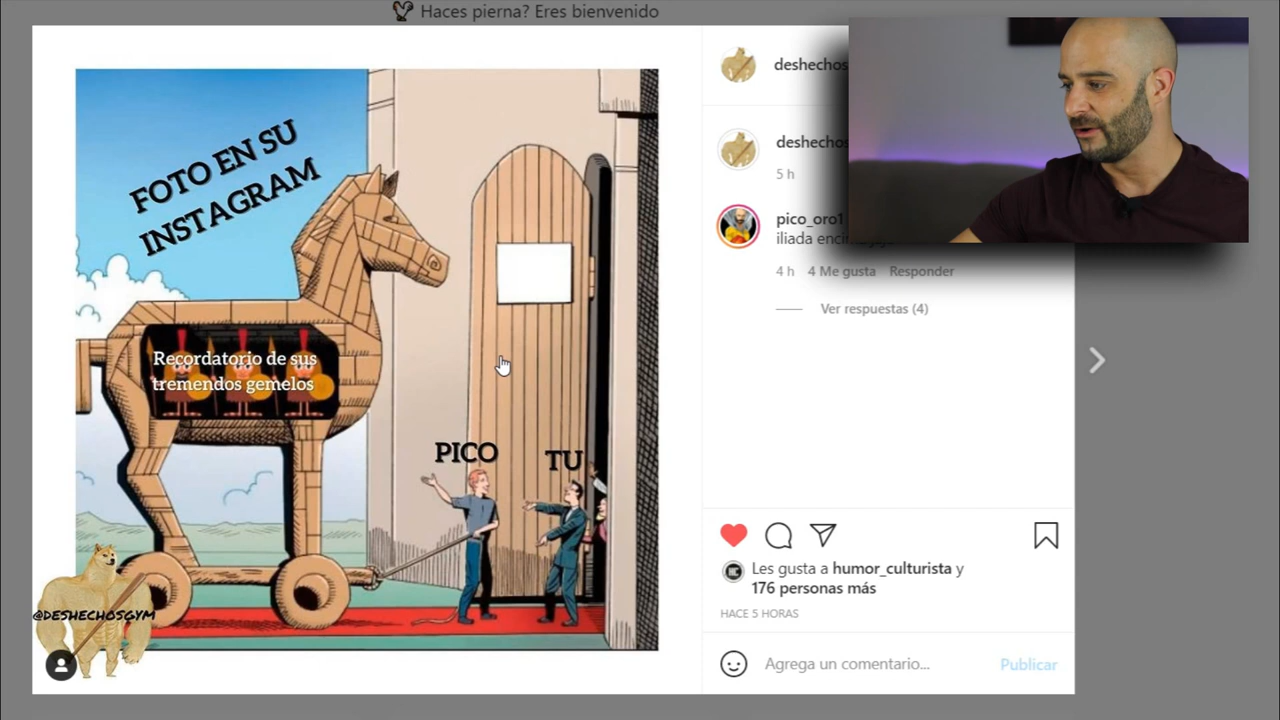 Haces pierna? Eres bienvenido
FOTO EN SU
INSTAGRAM
Recordatorio de sus
tremendos gemelos
PICO
TU
@DESHECHOSGYM
deshechos
deshechos
5 h
pico_oro1
iliada
4 h 4 Me gusta Responder
Ver respuestas (4)
Les gusta a humor_culturista y
176 personas más
HACE 5 HORAS
Agrega un comentario...
Publicar